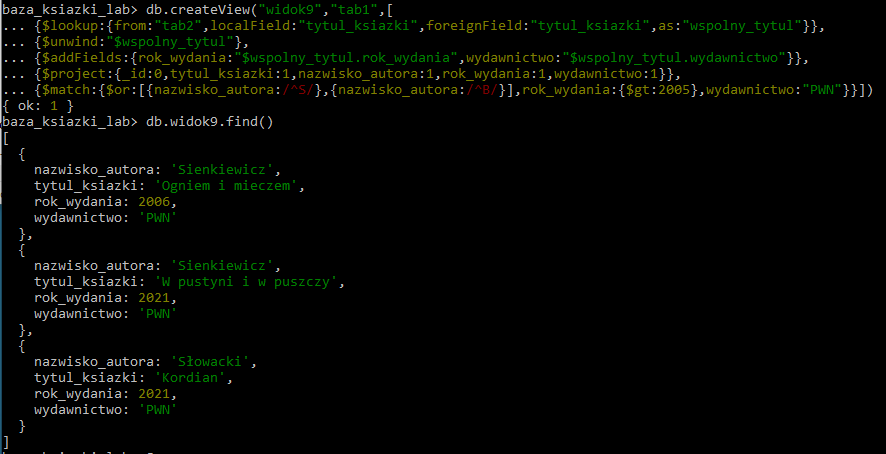 baza_ksiazki_lab> db.createView("widok9","tab1",[
... {$lookup:{from:"tab2",localField:"tytul_ksiazki",foreignField:"tytul_ksiazki",as:"wspolny_tytul"}},
... {$unwind:"$wspolny_tytul"},
... {$addFields:{rok_wydania:"$wspolny_tytul.rok_wydania",wydawnictwo:"$wspolny_tytul.wydawnictwo"}},
... {$project:{_id:0,tytul_ksiazki:1,nazwisko_autora:1,rok_wydania:1,wydawnictwo:1}},
... {$match:{$or:[{nazwisko_autora:/^S/},{nazwisko_autora:/^B/}],rok_wydania:{$gt:2005},wydawnictwo:"PWN"}}])
{ ok: 1 }
baza_ksiazki_lab> db.widok9.find()
[
  {
    nazwisko_autora: 'Sienkiewicz',
    tytul_ksiazki: 'Ogniem i mieczem',
    rok_wydania: 2006,
    wydawnictwo: 'PWN'
  },
  {
    nazwisko_autora: 'Sienkiewicz',
    tytul_ksiazki: 'W pustyni i w puszczy',
    rok_wydania: 2021,
    wydawnictwo: 'PWN'
  },
  {
    nazwisko_autora: 'Słowacki',
    tytul_ksiazki: 'Kordian',
    rok_wydania: 2021,
    wydawnictwo: 'PWN'
  }
]